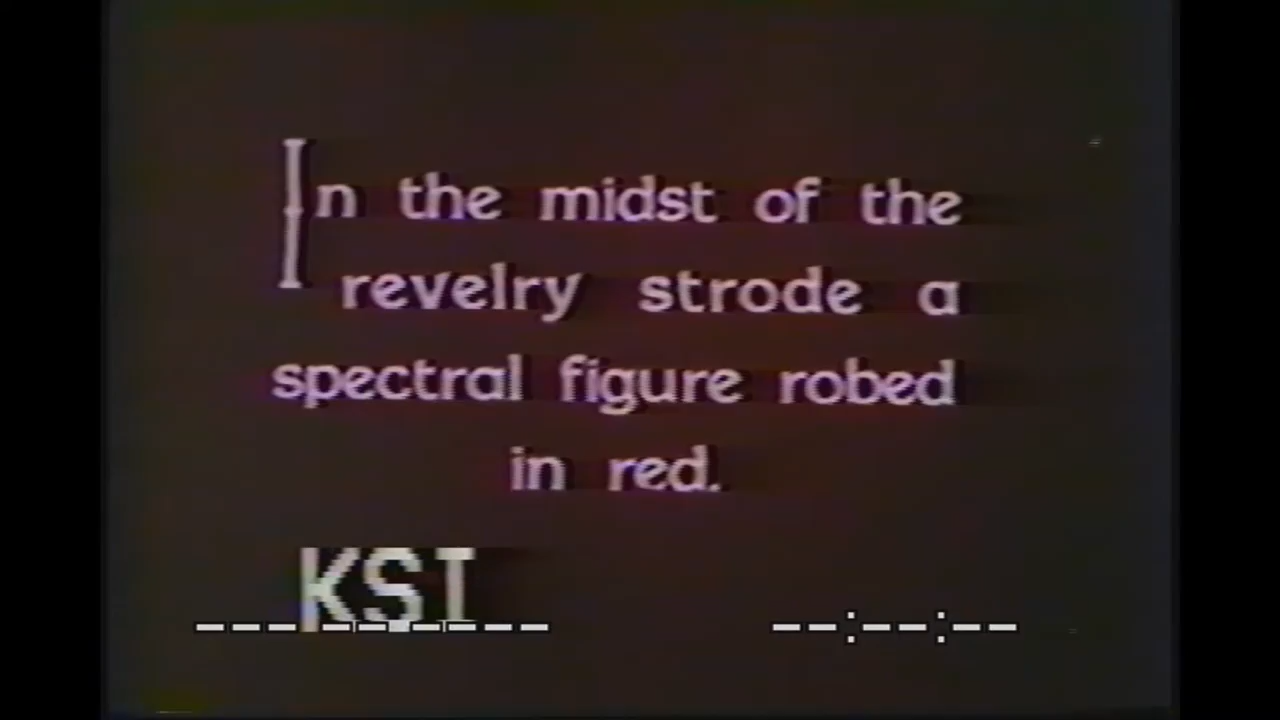 In the midst of the
revelry strode a
spectral figure robed
in red.
KSI
--- ------- --:--:--